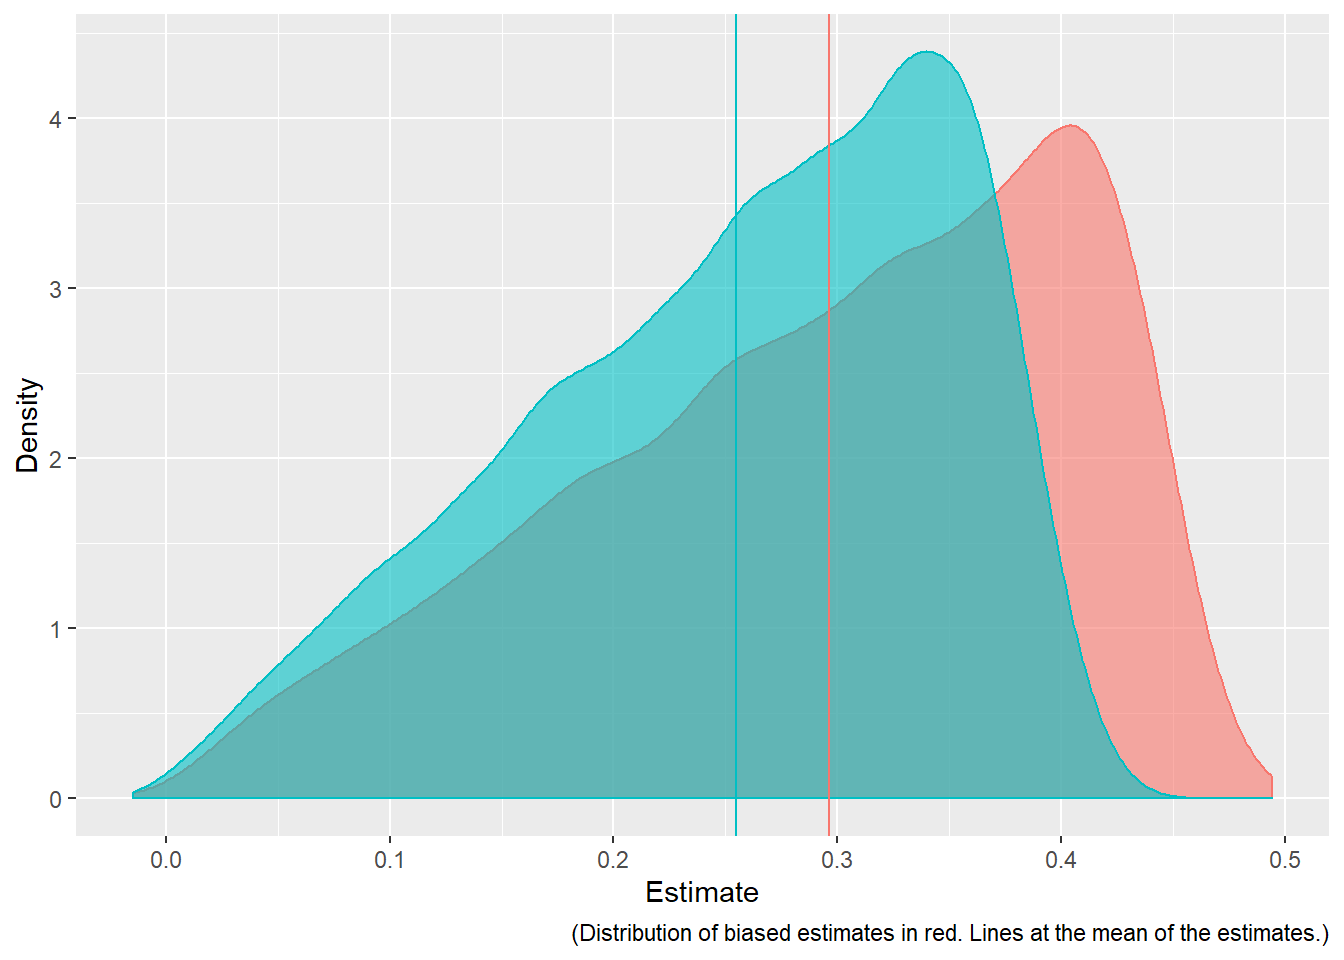 Density
4
3
2
1
0
0.0 0.1 0.2 0.3 0.4 0.5
Estimate
(Distribution of biased estimates in red. Lines at the mean of the estimates.)